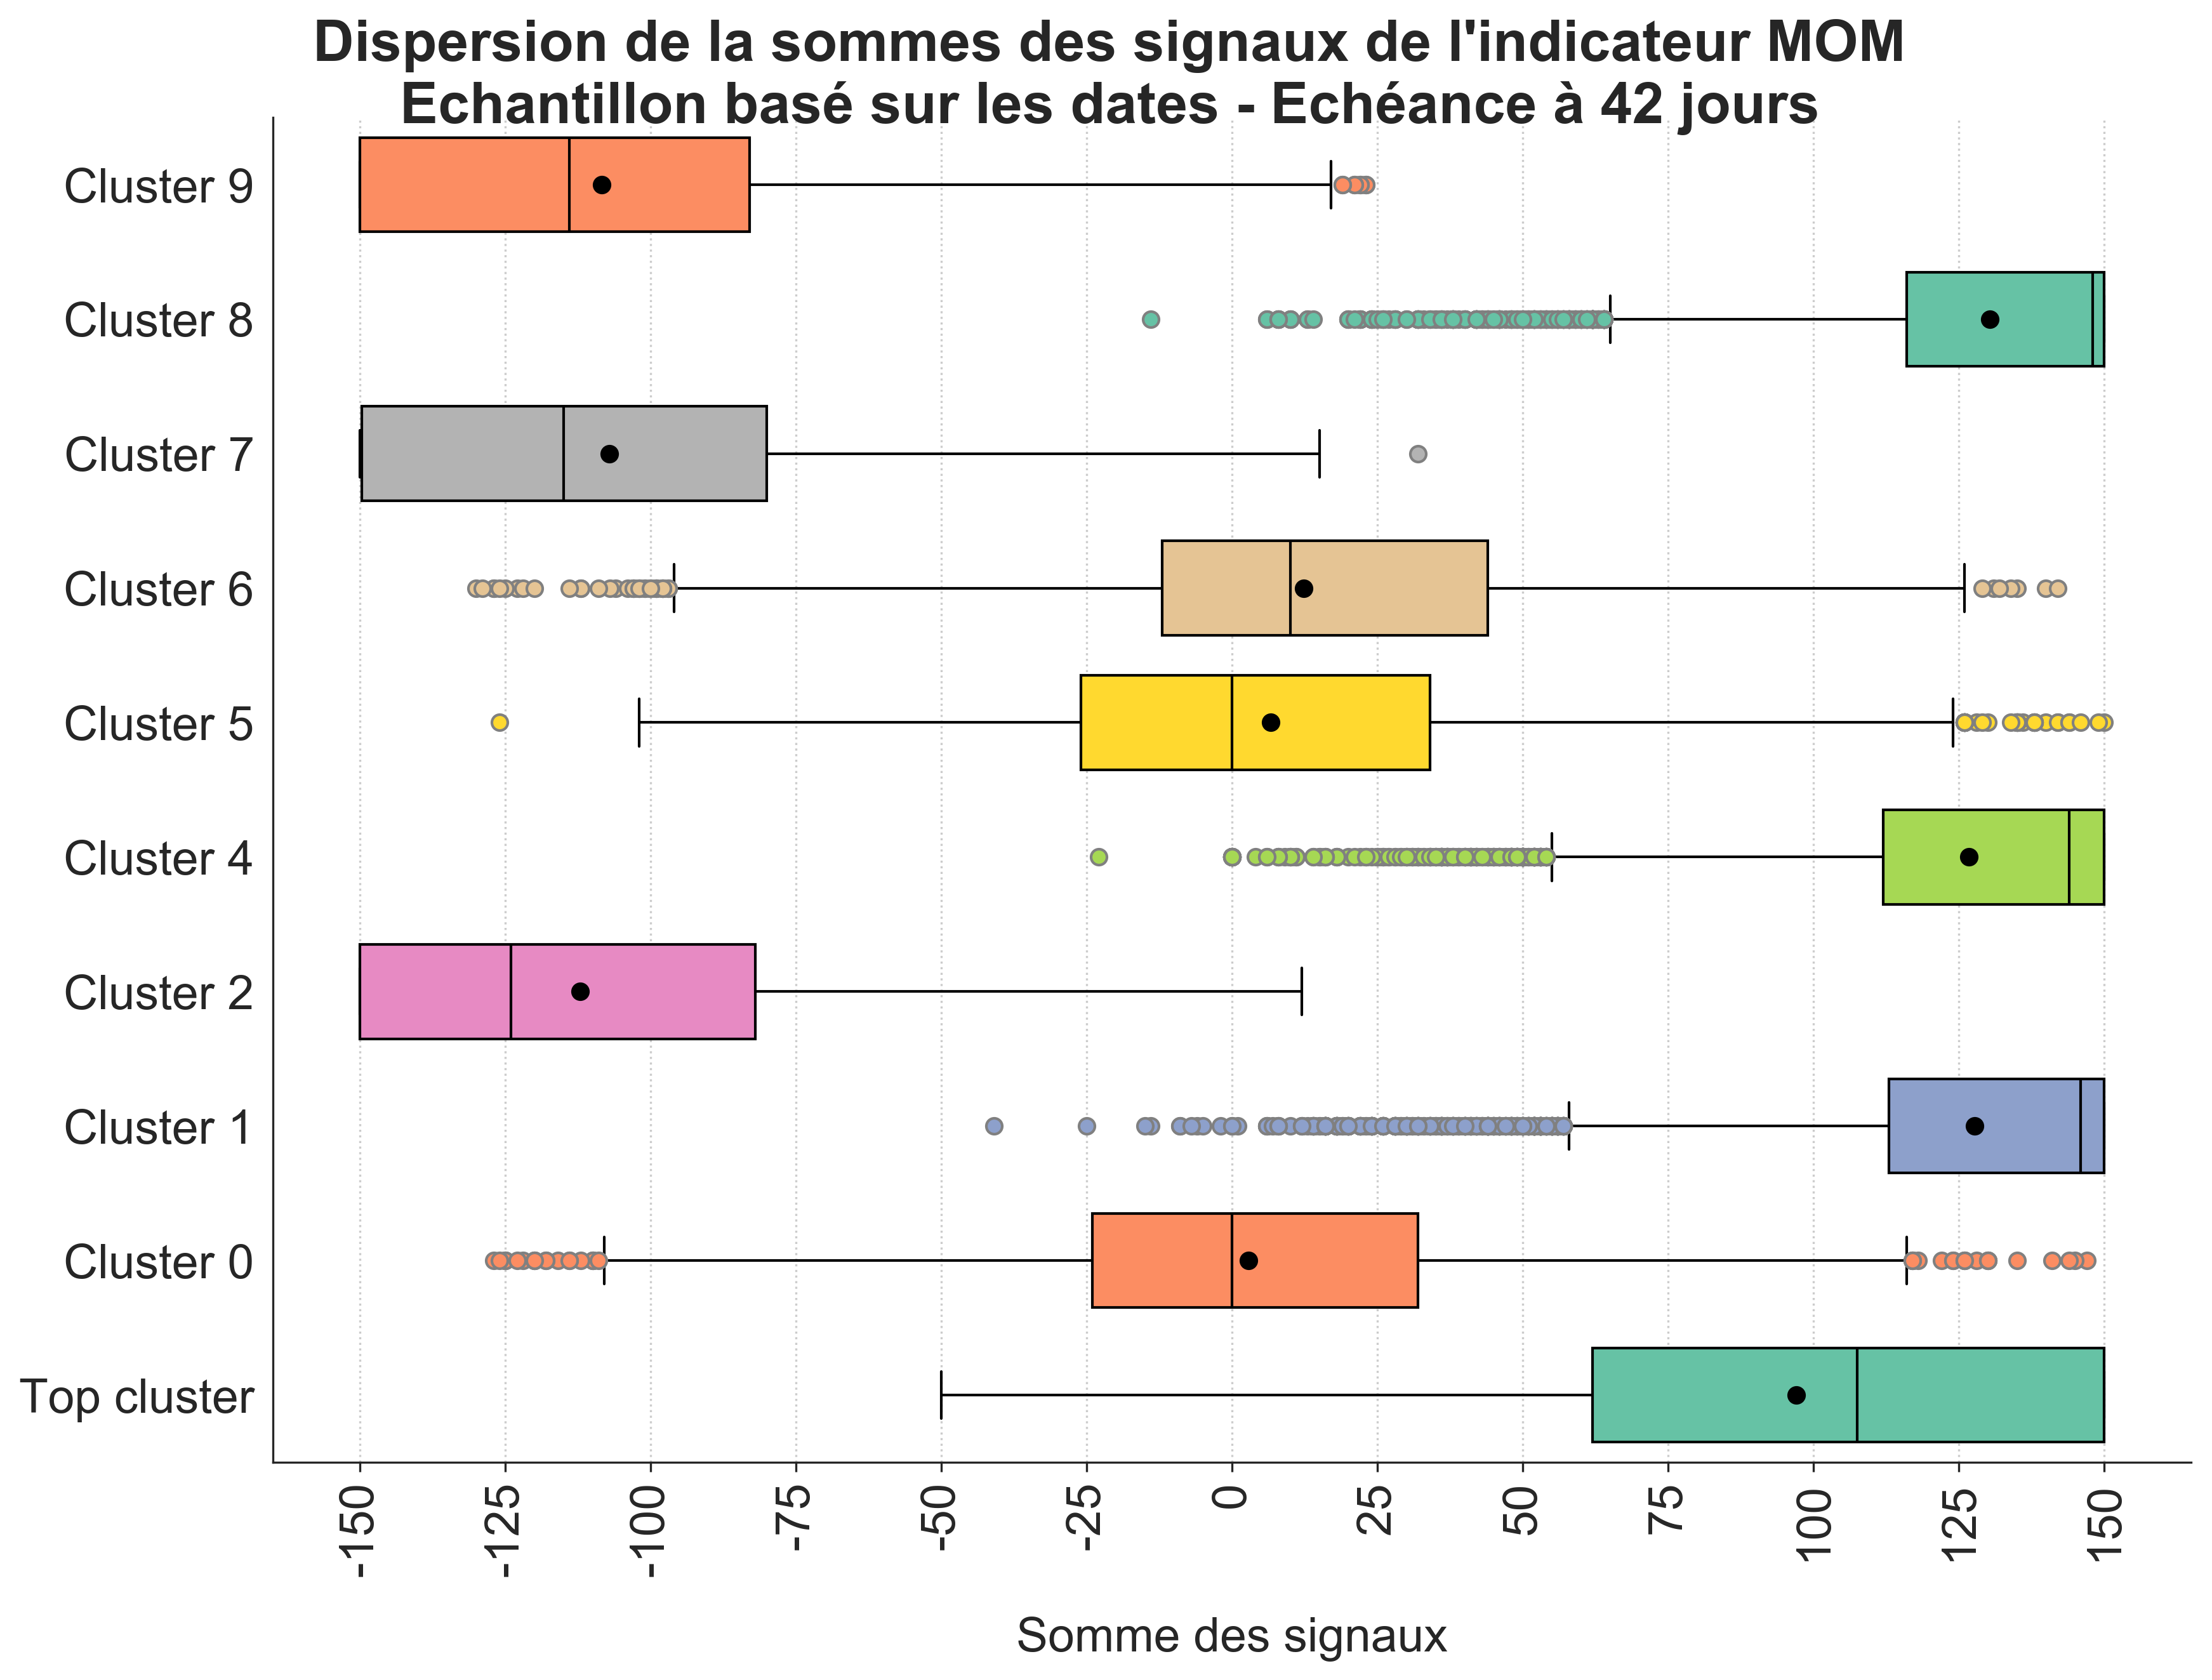 Dispersion de la sommes des signaux de l'indicateur MOM
Echantillon basé sur les dates - Echéance à 42 jours
Cluster 9
Cluster 8
Cluster 7
Cluster 6
Cluster 5
Cluster 4
Cluster 2
Cluster 1
Cluster 0
Top cluster
-150
-125
-100
-75
-50
-25
0
25
50
75
100
125
150
Somme des signaux